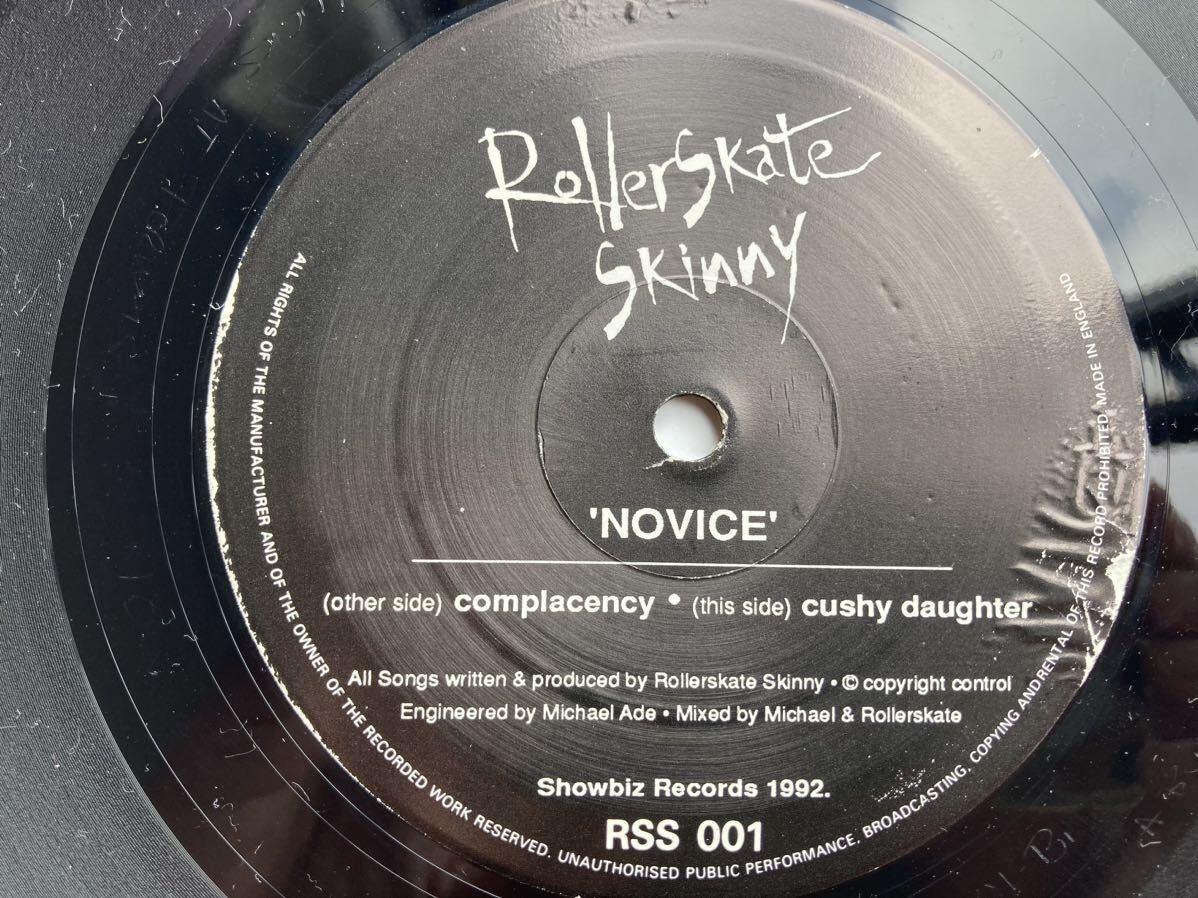 Rollerskate
Skinny
'NOVICE'
(other side) complacency • (this side) cushy daughter
All Songs written & produced by Rollerskate Skinny • © copyright control
Engineered by Michael Ade • Mixed by Michael & Rollerskate
Showbiz Records 1992.
RSS 001
ALL RIGHTS OF THE MANUFACTURER AND OF THE OWNER OF THE RECORDED WORK RESERVED. UNAUTHORISED PUBLIC PERFORMANCE, BROADCASTING, COPYING AND RENTAL OF THIS RECORD PROHIBITED. MADE IN ENGLAND